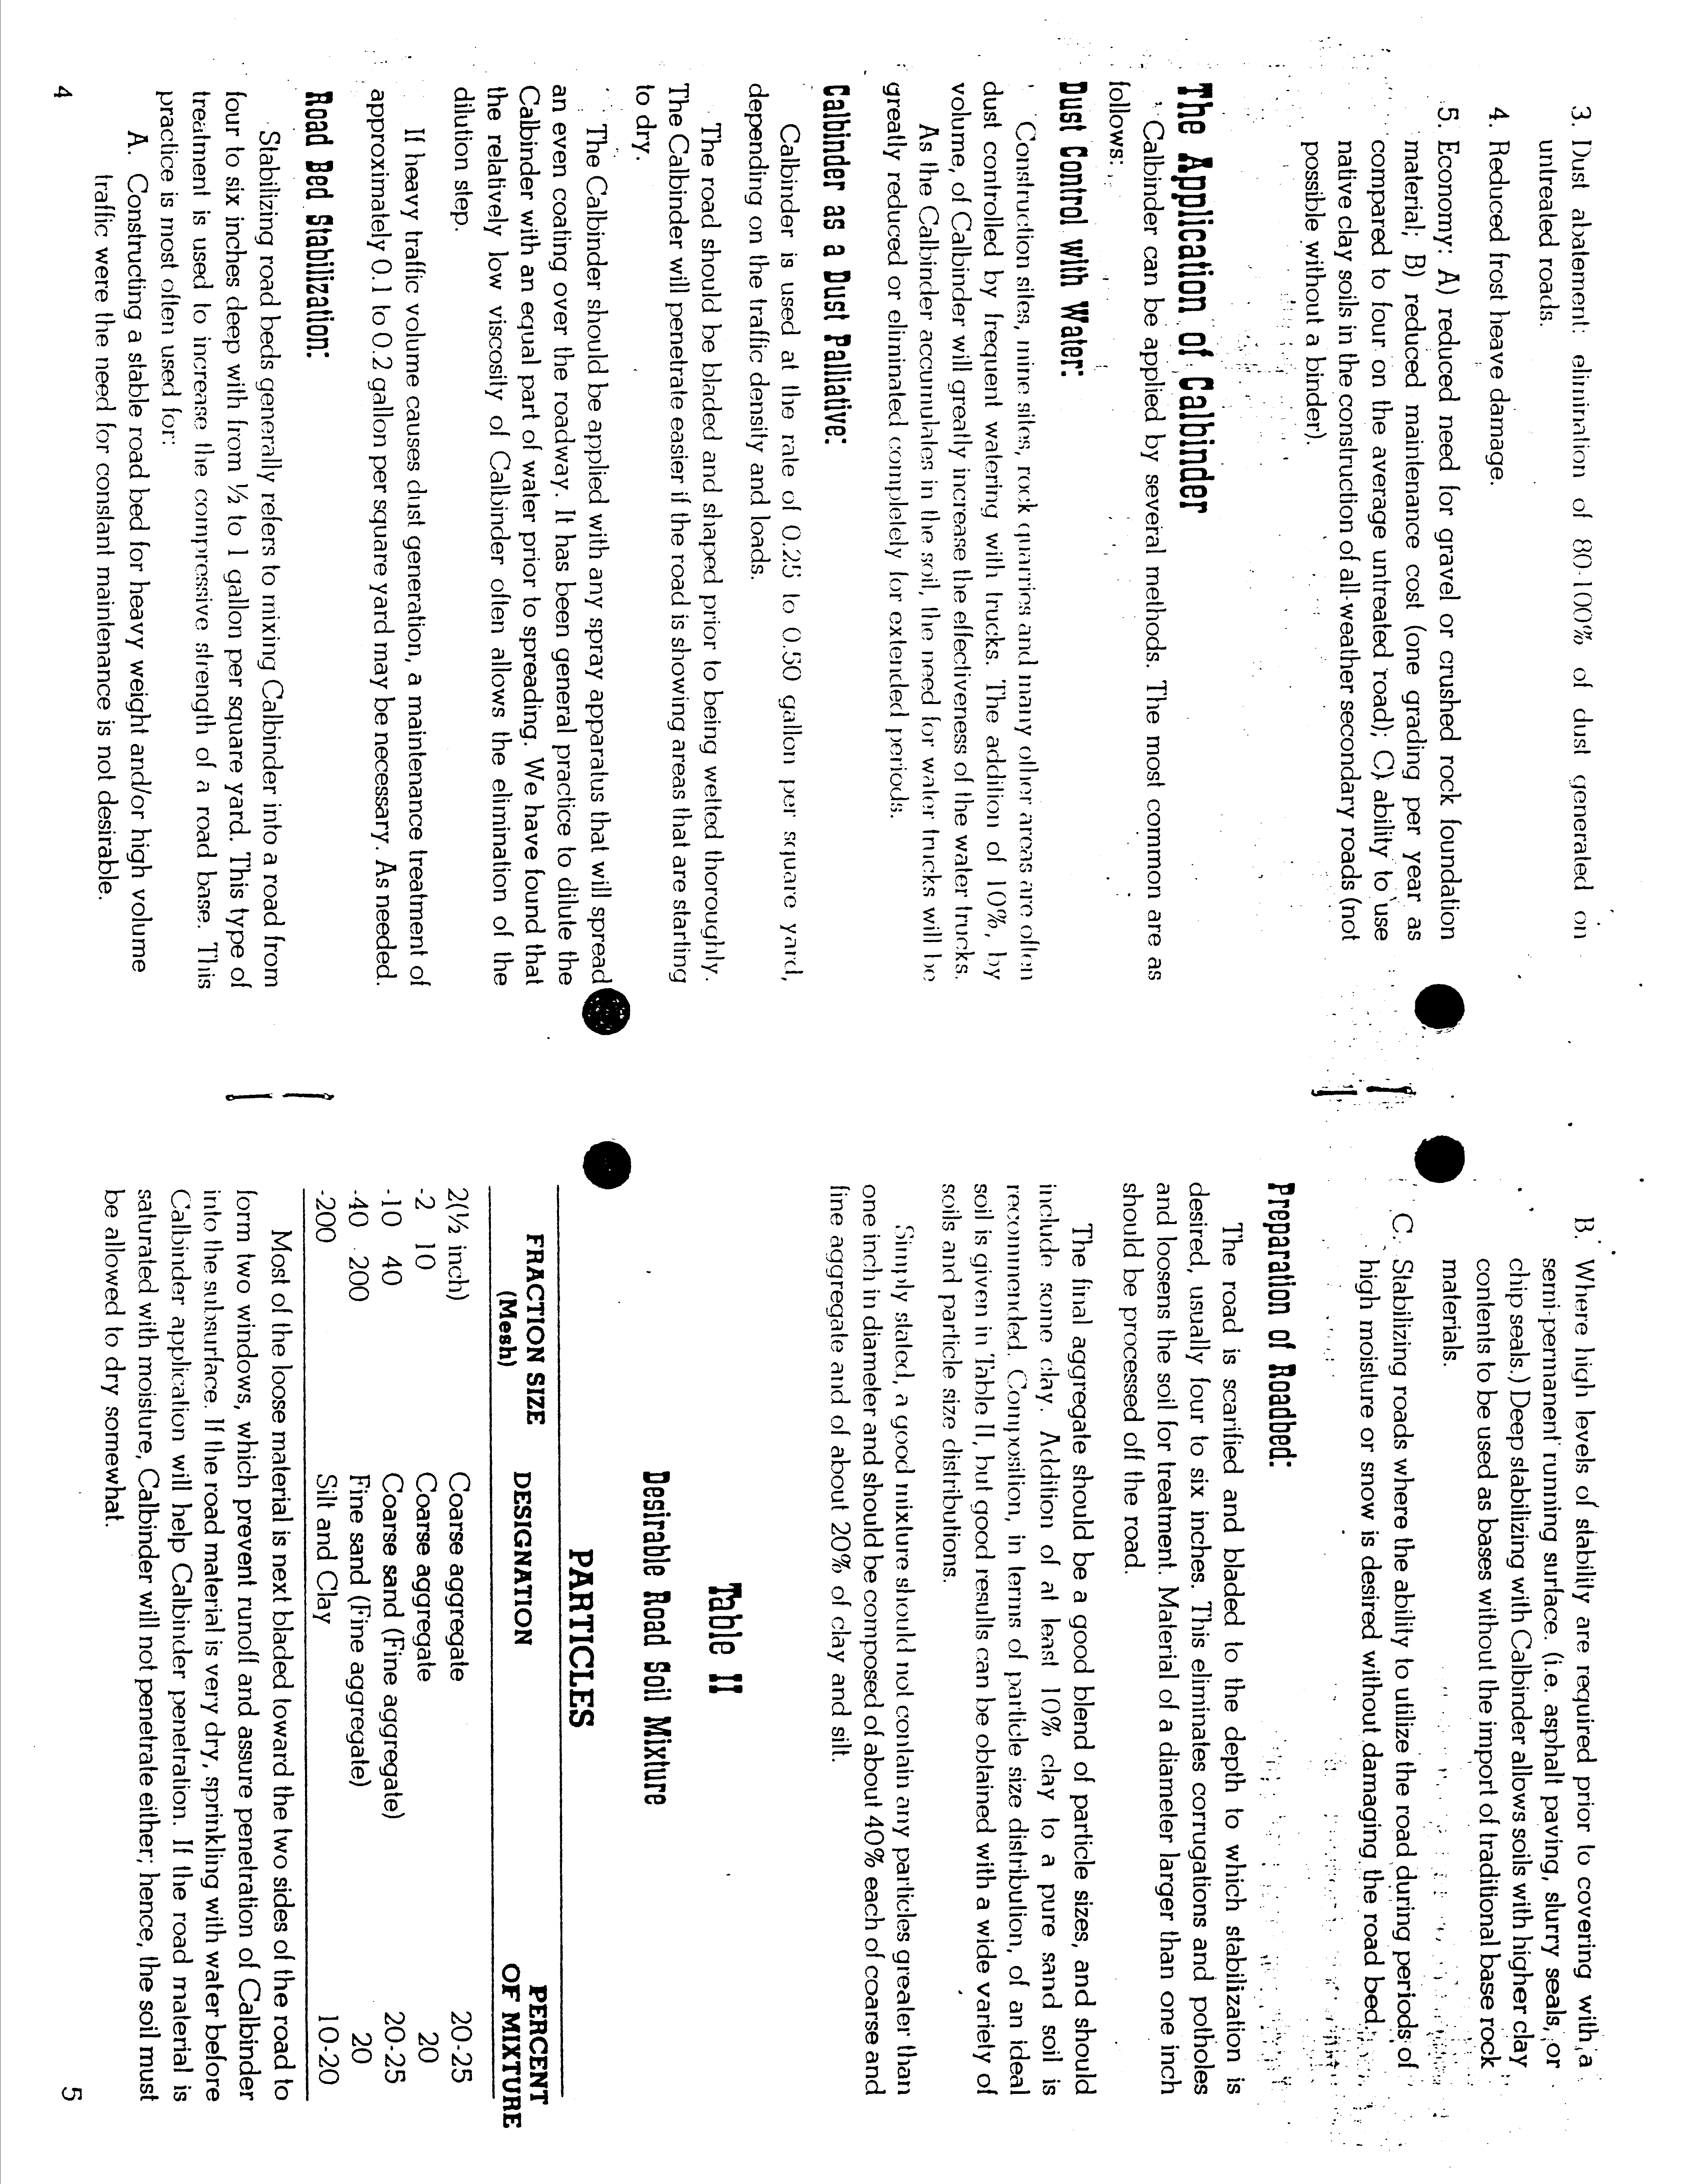 3. Dust abatement: elimination of 80-100% of dust generated on
untreated roads.
4. Reduced frost heave damage.
5. Economy: A) reduced need for gravel or crushed rock foundation
material; B) reduced maintenance cost (one grading per year as
compared to four on the average untreated road); C) ability to use
native clay soils in the construction of all-weather secondary roads (not
possible without a binder).
The Application of Calbinder
Calbinder can be applied by several methods. The most common are as
follows:
Dust Control with Water:
Construction sites, mine sites, rock quarries and many other areas are often
dust controlled by frequent watering with trucks. The addition of 10%, by
volume, of Calbinder will greatly increase the effectiveness of the water trucks.
As the Calbinder accumulates in the soil, the need for water trucks will be
greatly reduced or eliminated completely for extended periods.
Calbinder as a Dust Palliative:
Calbinder is used at the rate of 0.25 to 0.50 gallon per square yard,
depending on the traffic density and loads.
The road should be bladed and shaped prior to being wetted thoroughly.
The Calbinder will penetrate easier if the road is showing areas that are starting
to dry.
The Calbinder should be applied with any spray apparatus that will spread
an even coating over the roadway. It has been general practice to dilute the
Calbinder with an equal part of water prior to spreading. We have found that
the relatively low viscosity of Calbinder often allows the elimination of the
dilution step.
If heavy traffic volume causes dust generation, a maintenance treatment of
approximately 0.1 to 0.2 gallon per square yard may be necessary. As needed.
Road Bed Stabilization:
Stabilizing road beds generally refers to mixing Calbinder into a road from
four to six inches deep with from ½ to 1 gallon per square yard. This type of
treatment is used to increase the compressive strength of a road base. This
practice is most often used for:
A. Constructing a stable road bed for heavy weight and/or high volume
traffic were the need for constant maintenance is not desirable.
4
B. Where high levels of stability are required prior to covering with a
semi-permanent running surface. (i.e. asphalt paving, slurry seals, or
chip seals.) Deep stabilizing with Calbinder allows soils with higher clay
contents to be used as bases without the import of traditional base rock
materials.
C. Stabilizing roads where the ability to utilize the road during periods of
high moisture or snow is desired without damaging the road bed.
Preparation of Roadbed:
The road is scarified and bladed to the depth to which stabilization is
desired, usually four to six inches. This eliminates corrugations and potholes
and loosens the soil for treatment. Material of a diameter larger than one inch
should be processed off the road.
The final aggregate should be a good blend of particle sizes, and should
include some clay. Addition of at least 10% clay to a pure sand soil is
recommended. Composition, in terms of particle size distribution, of an ideal
soil is given in Table II, but good results can be obtained with a wide variety of
soils and particle size distributions.
Simply stated, a good mixture should not contain any particles greater than
one inch in diameter and should be composed of about 40% each of coarse and
fine aggregate and of about 20% of clay and silt.
Table II
Desirable Road Soil Mixture
PARTICLES
FRACTION SIZE DESIGNATION PERCENT
(Mesh) OF MIXTURE
2(½ inch) Coarse aggregate 20-25
-2 10 Coarse aggregate 20
-10 40 Coarse sand (Fine aggregate) 20-25
-40 200 Fine sand (Fine aggregate) 20
-200 Silt and Clay 10-20
Most of the loose material is next bladed toward the two sides of the road to
form two windows, which prevent runoff and assure penetration of Calbinder
into the subsurface. If the road material is very dry, sprinkling with water before
Calbinder application will help Calbinder penetration. If the road material is
saturated with moisture, Calbinder will not penetrate either; hence, the soil must
be allowed to dry somewhat.
5